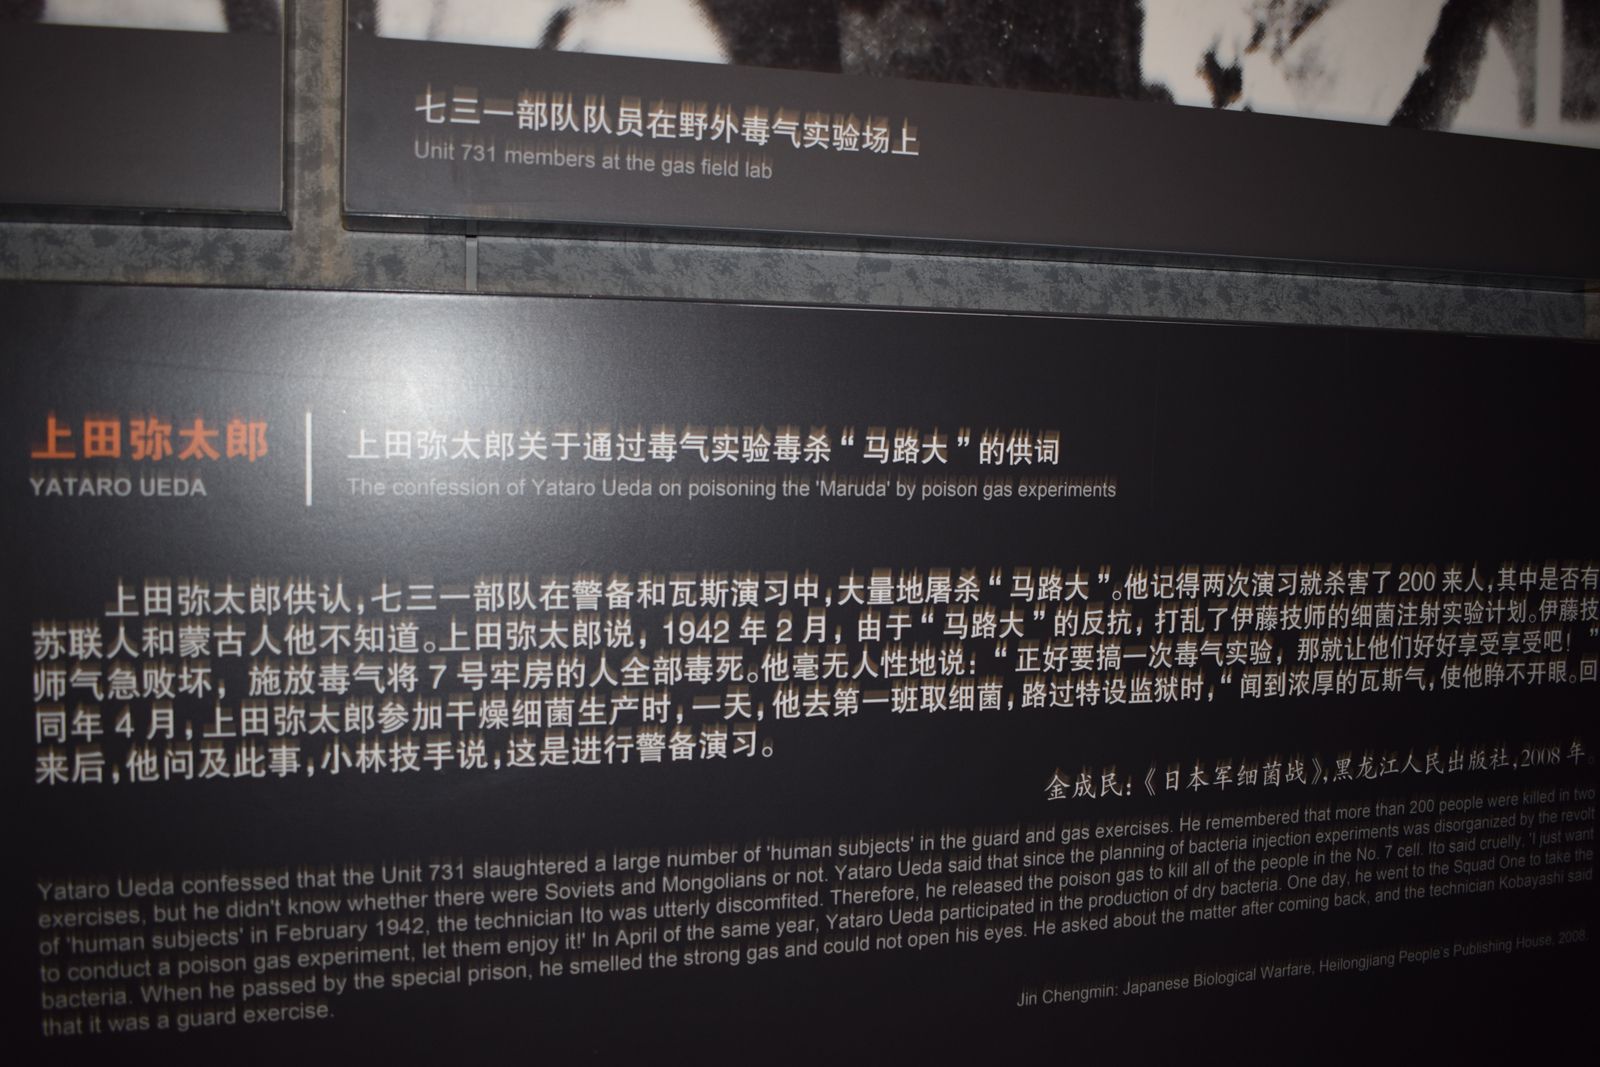 七三一部队队员在野外毒气实验场上
Unit 731 members at the gas field lab
上田弥太郎
YATARO UEDA
上田弥太郎关于通过毒气实验毒杀“马路大”的供词
The confession of Yataro Ueda on poisoning the 'Maruda' by poison gas experiments
上田弥太郎供认,七三一部队在警备和瓦斯演习中,大量地屠杀“马路大”。他记得两次演习就杀害了 200 来人,其中是否有
苏联人和蒙古人他不知道。上田弥太郎说，1942 年 2 月，由于“马路大”的反抗，打乱了伊藤技师的细菌注射实验计划。伊藤技
师气急败坏，施放毒气将 7 号牢房的人全部毒死。他毫无人性地说：“正好要搞一次毒气实验，那就让他们好好享受享受吧！”
同年 4 月,上田弥太郎参加干燥细菌生产时,一天,他去第一班取细菌,路过特设监狱时,“闻到浓厚的瓦斯气,使他睁不开眼。回
来后,他问及此事,小林技手说,这是进行警备演习。
金成民:《日本军细菌战》,黑龙江人民出版社,2008 年。
Yataro Ueda confessed that the Unit 731 slaughtered a large number of 'human subjects' in the guard and gas exercises. He remembered that more than 200 people were killed in two
exercises, but he didn't know whether there were Soviets and Mongolians or not. Yataro Ueda said that since the planning of bacteria injection experiments was disorganized by the revolt
of 'human subjects' in February 1942, the technician Ito was utterly discomfited. Therefore, he released the poison gas to kill all of the people in the No. 7 cell. Ito said cruelly, 'I just want
to conduct a poison gas experiment, let them enjoy it!' In April of the same year, Yataro Ueda participated in the production of dry bacteria. One day, he went to the Squad One to take the
bacteria. When he passed by the special prison, he smelled the strong gas and could not open his eyes. He asked about the matter after coming back, and the technician Kobayashi said
that it was a guard exercise.
Jin Chengmin: Japanese Biological Warfare, Heilongjiang People's Publishing House, 2008.